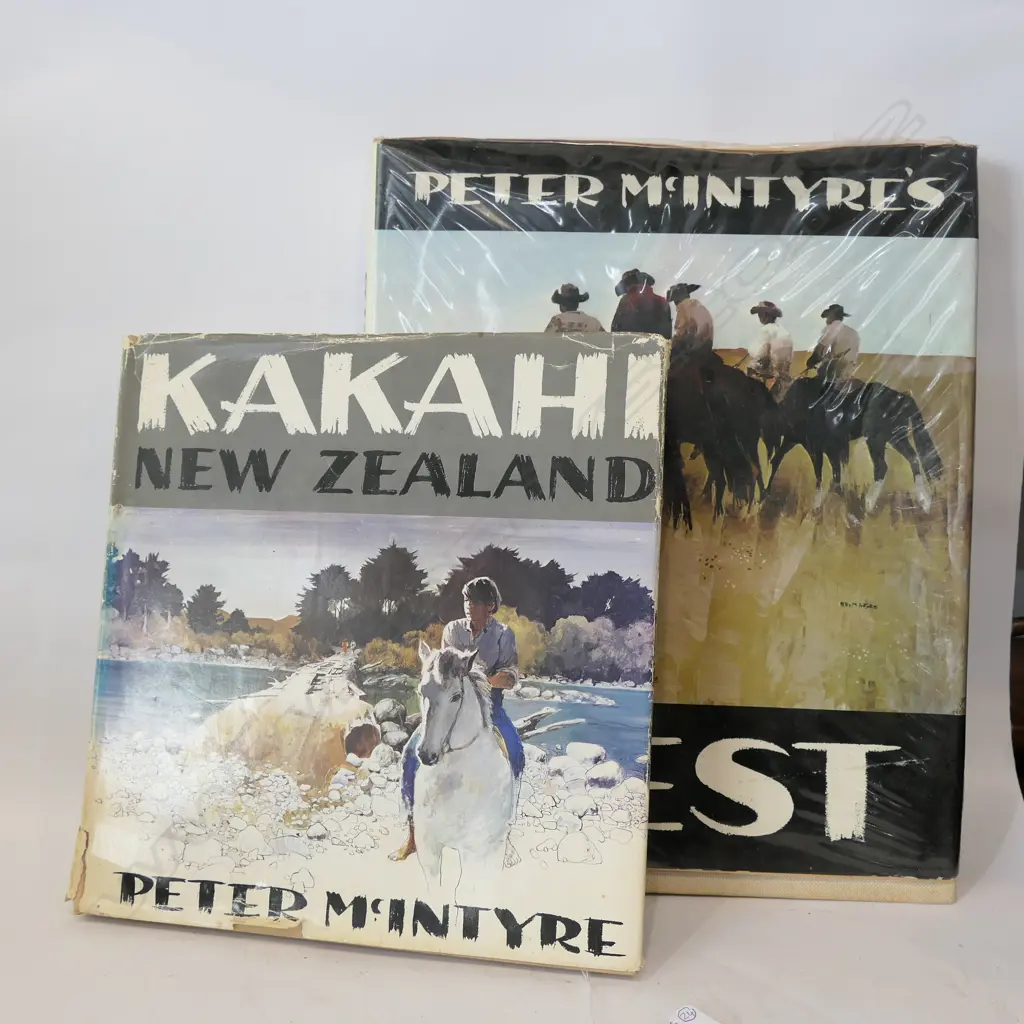 PETER McINTYRE'S
EST
KAKAHI
NEW ZEALAND
PETER McINTYRE